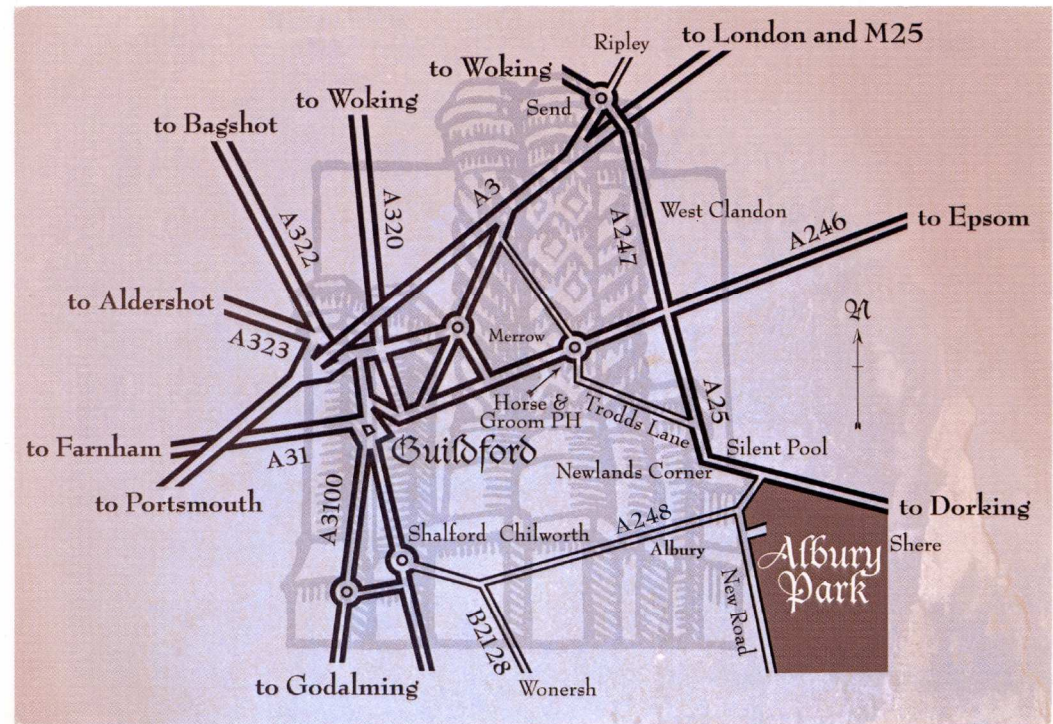 to London and M25
Ripley
to Woking
Send
to Woking
to Bagshot
A3
A320
A322
A247
West Clandon
A246
to Epsom
to Aldershot
A323
Merrow
N
Horse &
Groom PH
Trodds Lane
A25
to Farnham
A31
Guildford
Silent Pool
Newlands Corner
to Portsmouth
A3100
to Dorking
Shalford
Chilworth
A248
Albury
Shere
Albury
Park
New Road
B2128
to Godalming
Wonersh